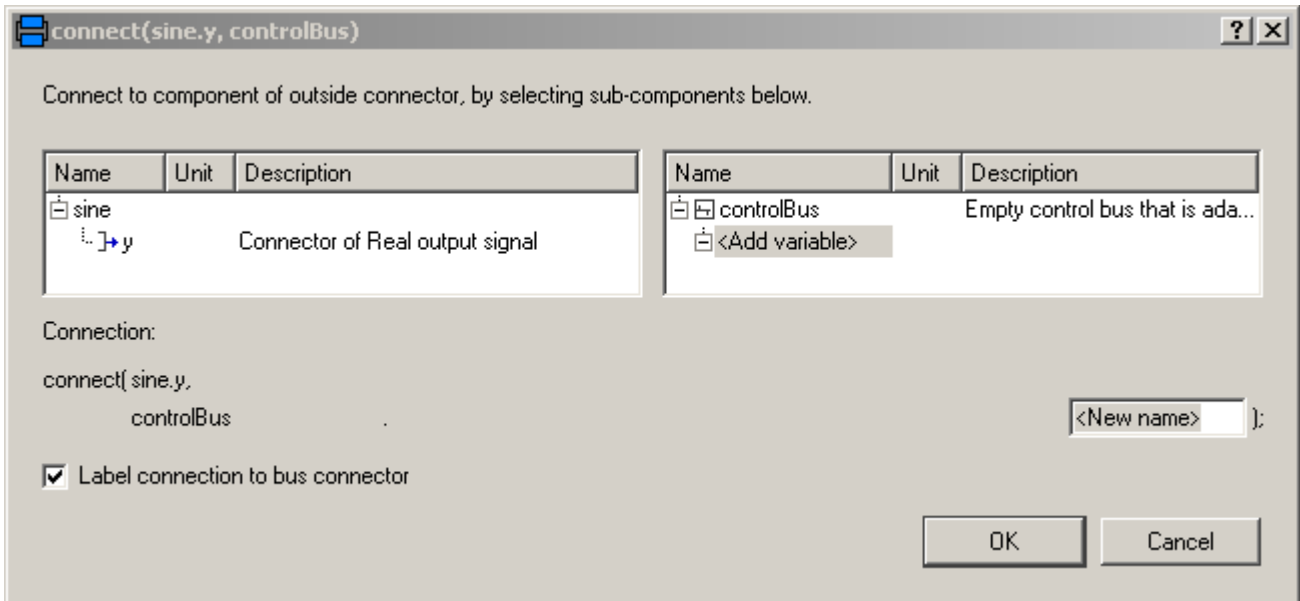 connect(sine.y, controlBus)
Connect to component of outside connector, by selecting sub-components below.
Name Unit Description
sine
y Connector of Real output signal
Name Unit Description
controlBus Empty control bus that is ada...
<Add variable>
Connection:
connect( sine.y,
controlBus . <New name> );
Label connection to bus connector
OK Cancel